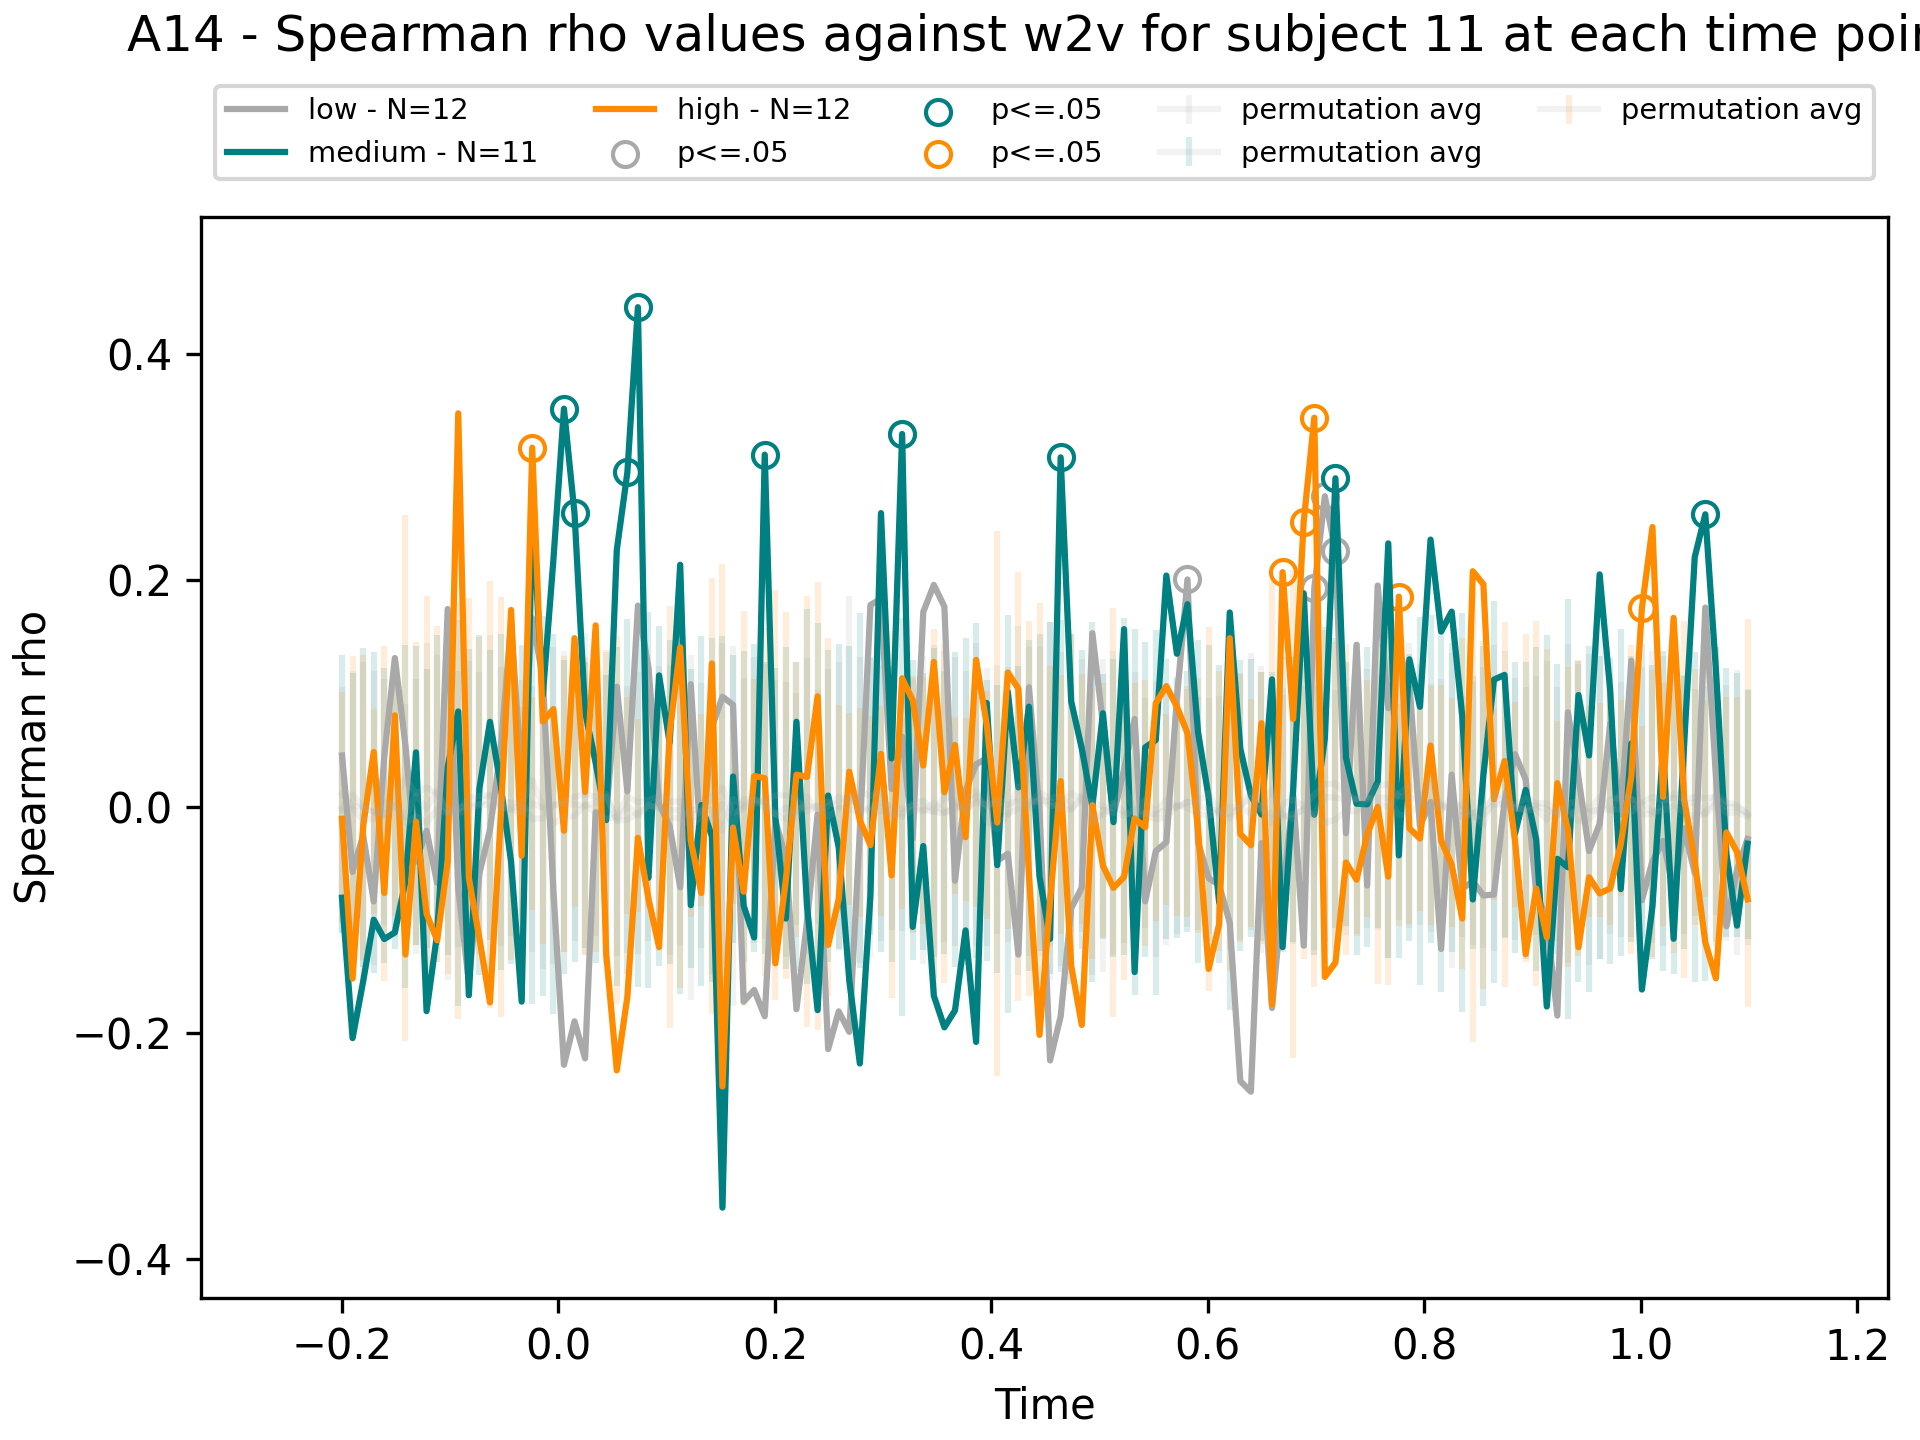 A14 - Spearman rho values against w2v for subject 11 at each time poi
low - N=12 high - N=12 p<=.05 permutation avg permutation avg
medium - N=11 p<=.05 p<=.05 permutation avg
Spearman rho
0.4
0.2
0.0
−0.2
−0.4
−0.2 0.0 0.2 0.4 0.6 0.8 1.0 1.2
Time